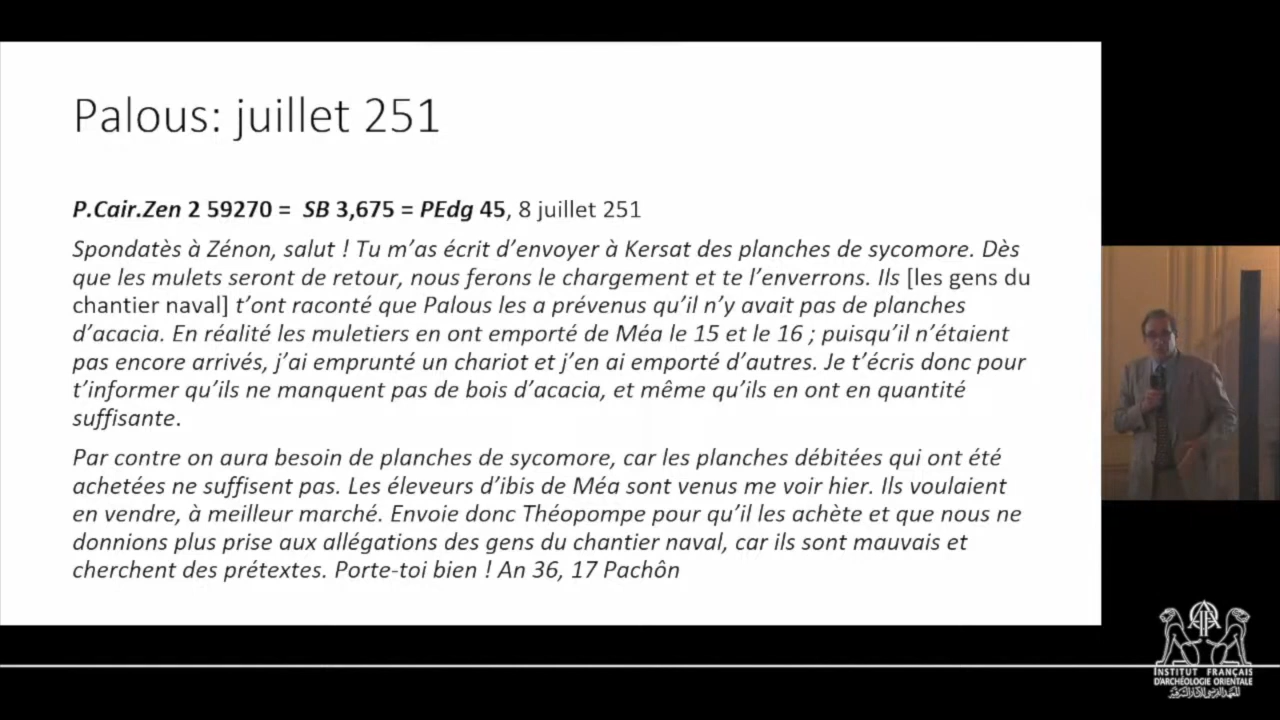 Palous: juillet 251
P.Cair.Zen 2 59270 = SB 3,675 = PEdg 45, 8 juillet 251
Spondatès à Zénon, salut ! Tu m’as écrit d’envoyer à Kersat des planches de sycomore. Dès
que les mulets seront de retour, nous ferons le chargement et te l’enverrons. Ils [les gens du
chantier naval] t’ont raconté que Palous les a prévenus qu’il n’y avait pas de planches
d’acacia. En réalité les muletiers en ont emporté de Méa le 15 et le 16 ; puisqu’il n’étaient
pas encore arrivés, j’ai emprunté un chariot et j’en ai emporté d’autres. Je t’écris donc pour
t’informer qu’ils ne manquent pas de bois d’acacia, et même qu’ils en ont en quantité
suffisante.
Par contre on aura besoin de planches de sycomore, car les planches débitées qui ont été
achetées ne suffisent pas. Les éleveurs d’ibis de Méa sont venus me voir hier. Ils voulaient
en vendre, à meilleur marché. Envoie donc Théopompe pour qu’il les achète et que nous ne
donnions plus prise aux allégations des gens du chantier naval, car ils sont mauvais et
cherchent des prétextes. Porte-toi bien ! An 36, 17 Pachôn
INSTITUT FRANÇAIS
D'ARCHÉOLOGIE ORIENTALE